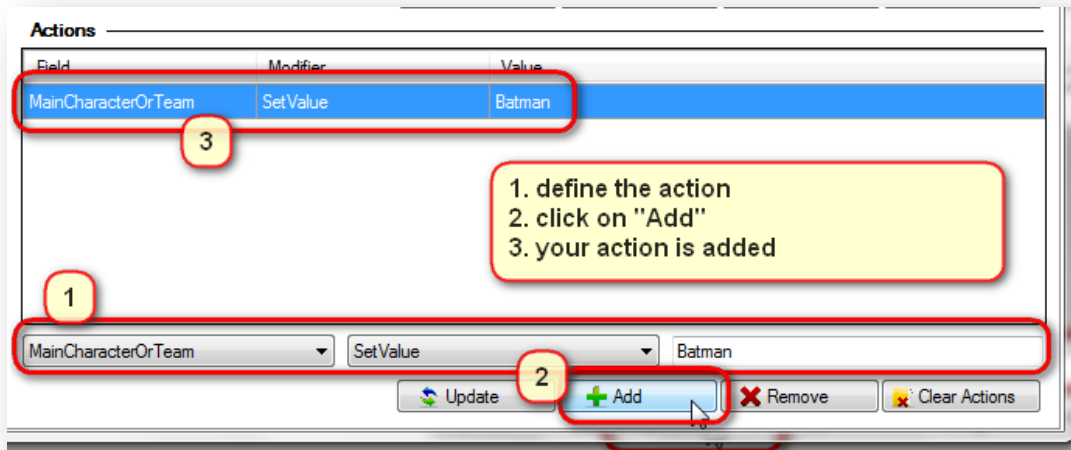 Actions
Field Modifier Value
MainCharacterOrTeam SetValue Batman
3
1. define the action
2. click on "Add"
3. your action is added
1
MainCharacterOrTeam SetValue Batman
2
Update Add Remove Clear Actions